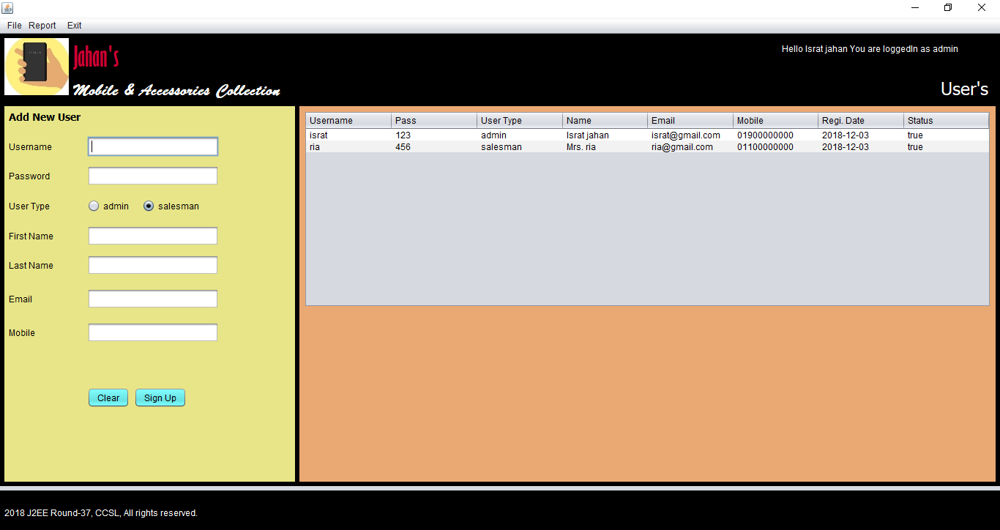 File Report Exit
Jahan's
Mobile & Accessories Collection
Hello Israt jahan You are loggedIn as admin
User's
Add New User
Username
Password
User Type admin salesman
First Name
Last Name
Email
Mobile
Clear Sign Up
Username Pass User Type Name Email Mobile Regi. Date Status
israt 123 admin Israt jahan israt@gmail.com 01900000000 2018-12-03 true
ria 456 salesman Mrs. ria ria@gmail.com 01100000000 2018-12-03 true
2018 J2EE Round-37, CCSL, All rights reserved.